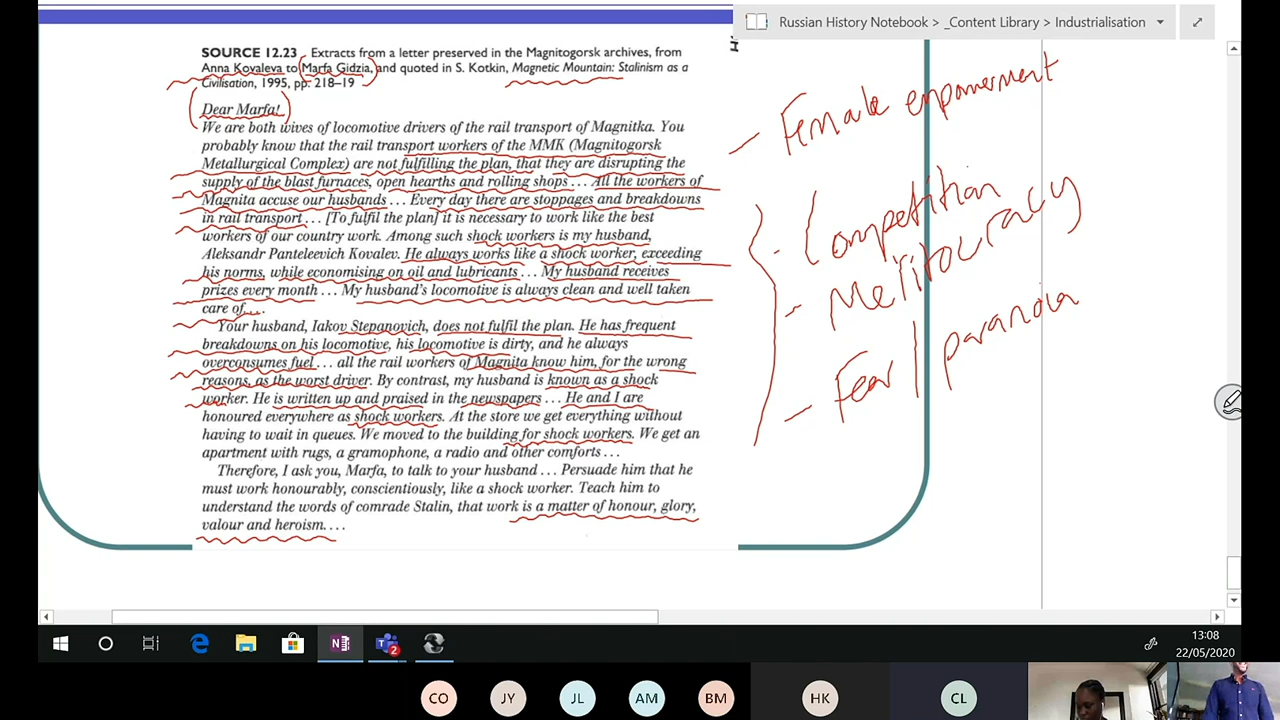 Russian History Notebook > _Content Library > Industrialisation
SOURCE 12.23 Extracts from a letter preserved in the Magnitogorsk archives, from
Anna Kovaleva to Marfa Gidzia, and quoted in S. Kotkin, Magnetic Mountain: Stalinism as a
Civilisation, 1995, pp. 218–19
Dear Marfa!
We are both wives of locomotive drivers of the rail transport of Magnitka. You
probably know that the rail transport workers of the MMK (Magnitogorsk
Metallurgical Complex) are not fulfilling the plan, that they are disrupting the
supply of the blast furnaces, open hearths and rolling shops ... All the workers of
Magnita accuse our husbands ... Every day there are stoppages and breakdowns
in rail transport ... [To fulfil the plan] it is necessary to work like the best
workers of our country work. Among such shock workers is my husband,
Aleksandr Panteleevich Kovalev. He always works like a shock worker, exceeding
his norms, while economising on oil and lubricants ... My husband receives
prizes every month ... My husband's locomotive is always clean and well taken
care of....
Your husband, Iakov Stepanovich, does not fulfil the plan. He has frequent
breakdowns on his locomotive, his locomotive is dirty, and he always
overconsumes fuel ... all the rail workers of Magnita know him, for the wrong
reasons, as the worst driver. By contrast, my husband is known as a shock
worker. He is written up and praised in the newspapers ... He and I are
honoured everywhere as shock workers. At the store we get everything without
having to wait in queues. We moved to the building for shock workers. We get an
apartment with rugs, a gramophone, a radio and other comforts ...
Therefore, I ask you, Marfa, to talk to your husband ... Persuade him that he
must work honourably, conscientiously, like a shock worker. Teach him to
understand the words of comrade Stalin, that work is a matter of honour, glory,
valour and heroism....
- Female empowerment
- Competition
- Meritocracy
- Fear / paranoia
2
13:08
22/05/2020
CO JY JL AM BM HK CL